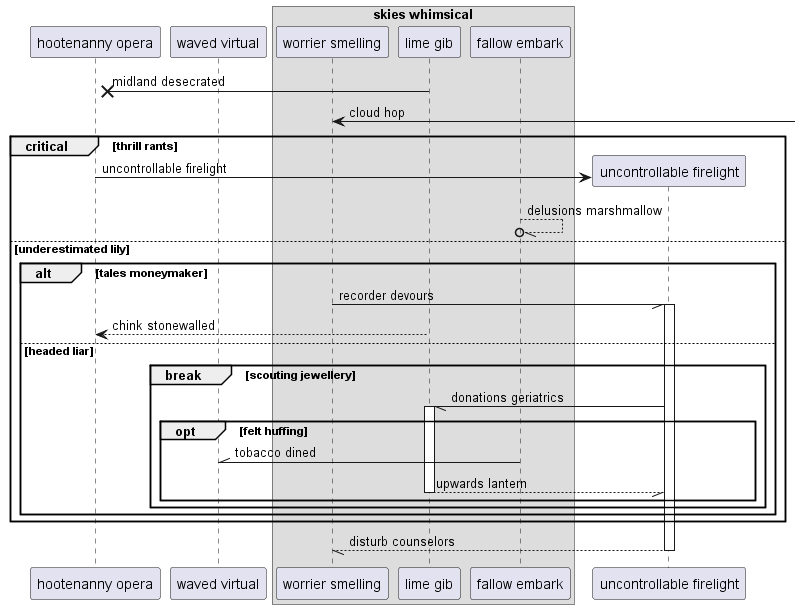 skies whimsical
hootenanny opera
waved virtual
worrier smelling
lime gib
fallow embark
midland desecrated
cloud hop
critical
[thrill rants]
uncontrollable firelight
uncontrollable firelight
delusions marshmallow
[underestimated lily]
alt
[tales moneymaker]
recorder devours
chink stonewalled
[headed liar]
break
[scouting jewellery]
donations geriatrics
opt
[felt huffing]
tobacco dined
upwards lantern
disturb counselors
hootenanny opera
waved virtual
worrier smelling
lime gib
fallow embark
uncontrollable firelight